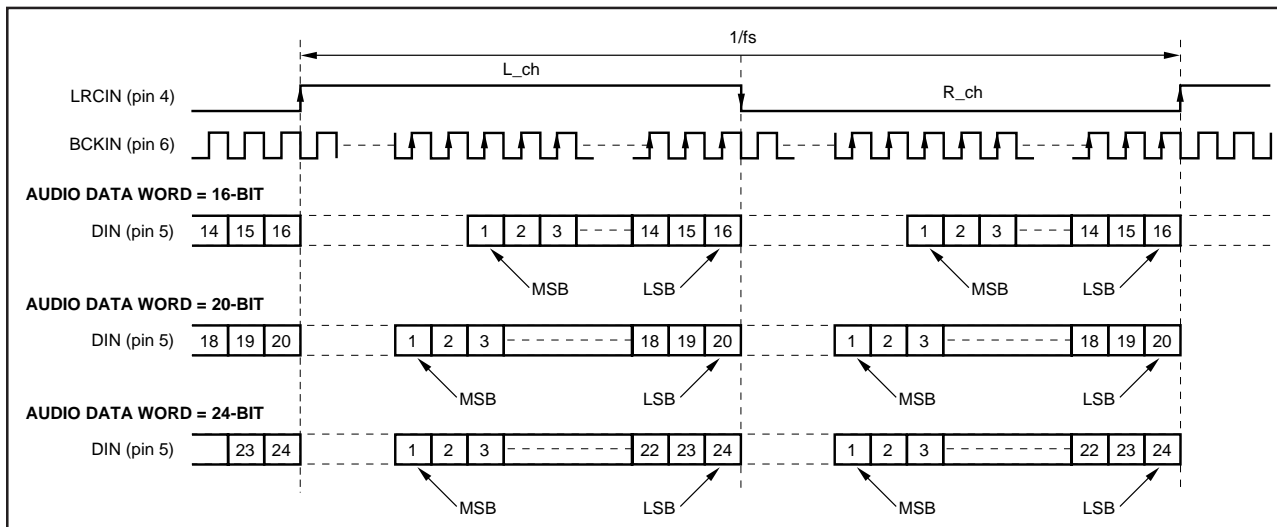 1/fs
L_ch
R_ch
LRCIN (pin 4)
BCKIN (pin 6)
AUDIO DATA WORD = 16-BIT
DIN (pin 5) 14 15 16 1 2 3 14 15 16 1 2 3 14 15 16
MSB LSB MSB LSB
AUDIO DATA WORD = 20-BIT
DIN (pin 5) 18 19 20 1 2 3 18 19 20 1 2 3 18 19 20
MSB LSB MSB LSB
AUDIO DATA WORD = 24-BIT
DIN (pin 5) 23 24 1 2 3 22 23 24 1 2 3 22 23 24
MSB LSB MSB LSB